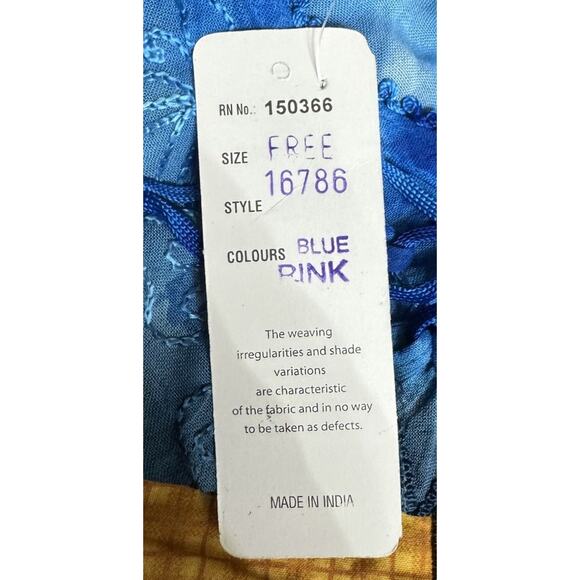 RN No.: 150366
SIZE FREE
16786
STYLE
COLOURS BLUE
PINK
The weaving
irregularities and shade
variations
are characteristic
of the fabric and in no way
to be taken as defects.
MADE IN INDIA